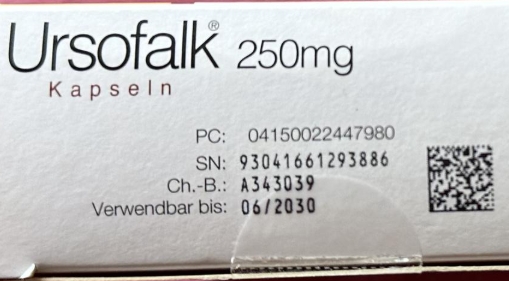 Ursofalk® 250mg
Kapseln
PC: 04150022447980
SN: 93041661293886
Ch.-B.: A343039
Verwendbar bis: 06/2030